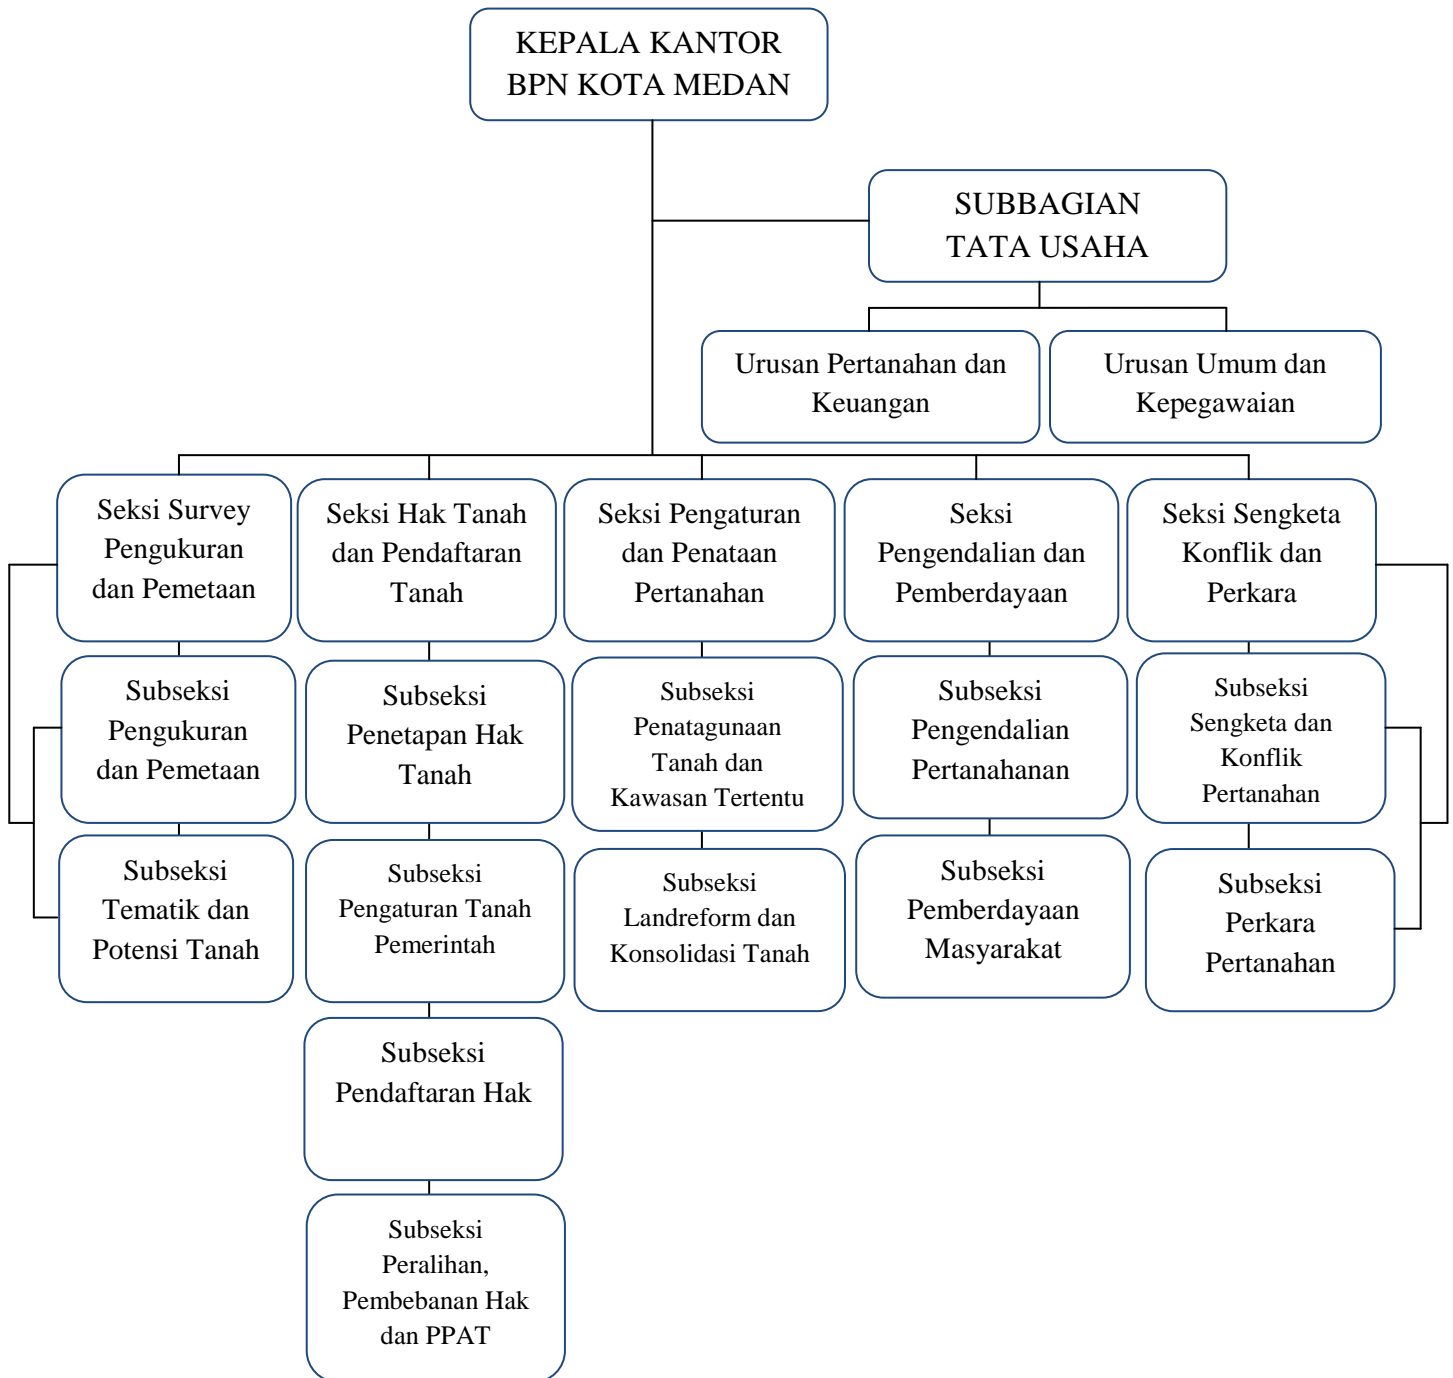 KEPALA KANTOR
BPN KOTA MEDAN
SUBBAGIAN
TATA USAHA
Urusan Pertanahan dan
Keuangan
Urusan Umum dan
Kepegawaian
Seksi Survey
Pengukuran
dan Pemetaan
Seksi Hak Tanah
dan Pendaftaran
Tanah
Seksi Pengaturan
dan Penataan
Pertanahan
Seksi
Pengendalian dan
Pemberdayaan
Seksi Sengketa
Konflik dan
Perkara
Subseksi
Pengukuran
dan Pemetaan
Subseksi
Penetapan Hak
Tanah
Subseksi
Penatagunaan
Tanah dan
Kawasan Tertentu
Subseksi
Pengendalian
Pertanahanan
Subseksi
Sengketa dan
Konflik
Pertanahan
Subseksi
Tematik dan
Potensi Tanah
Subseksi
Pengaturan Tanah
Pemerintah
Subseksi
Landreform dan
Konsolidasi Tanah
Subseksi
Pemberdayaan
Masyarakat
Subseksi
Perkara
Pertanahan
Subseksi
Pendaftaran Hak
Subseksi
Peralihan,
Pembebanan Hak
dan PPAT